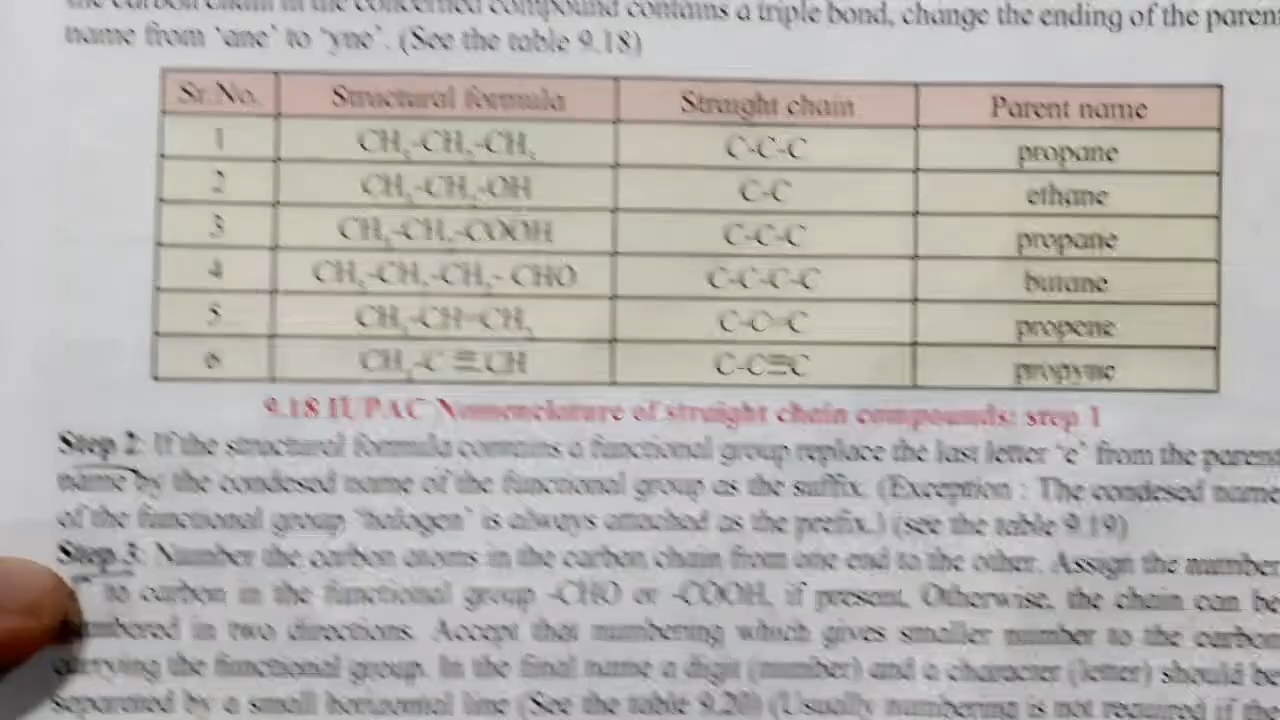 the carbon chain in the concerned compound contains a triple bond, change the ending of the paren
name from 'ane' to 'yne'. (See the table 9.18)
Sr. No. Structural formula Straight chain Parent name
1 CH₃-CH₂-CH₃ C-C-C propane
2 CH₃-CH₂-OH C-C ethane
3 CH₃-CH₂-COOH C-C-C propane
4 CH₃-CH₂-CH₂- CHO C-C-C-C butane
5 CH₃-CH=CH₂ C-C=C propene
6 CH₃-C≡CH C-C≡C propyne
9.18 IUPAC Nomenclature of straight chain compounds: step 1
Step 2: If the structural formula contains a functional group replace the last letter 'e' from the paren
name by the condesed name of the functional group as the suffix. (Exception : The condesed name
of the functional group 'halogen' is always attached as the prefix.) (see the table 9.19)
Step 3: Number the carbon atoms in the carbon chain from one end to the other. Assign the number
to carbon in the functional group -CHO or -COOH, if present. Otherwise, the chain can be
numbered in two directions. Accept that numbering which gives smaller number to the carbon
carrying the functional group. In the final name a digit (number) and a character (letter) should be
separated by a small horizontal line (See the table 9.20) (Usually numbering is not required if the